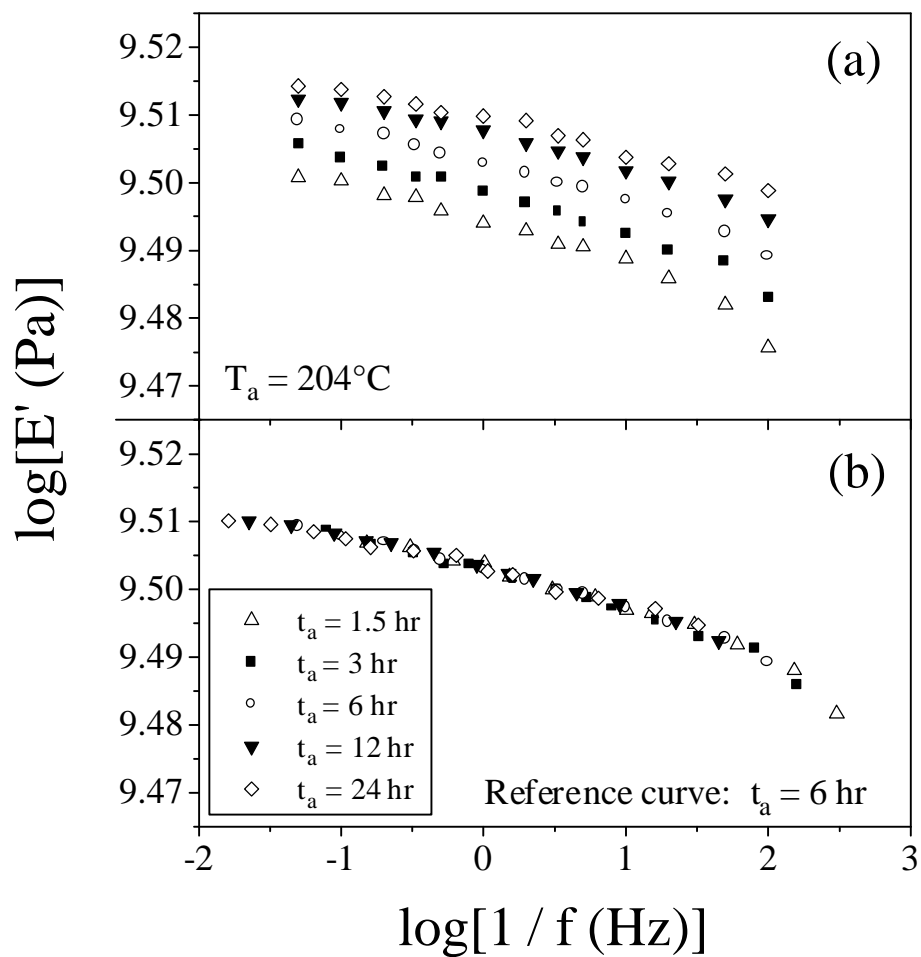 (a)
9.52
9.51
9.50
9.49
9.48
9.47
T_a = 204°C
log[E' (Pa)]
(b)
9.52
9.51
9.50
9.49
9.48
9.47
t_a = 1.5 hr
t_a = 3 hr
t_a = 6 hr
t_a = 12 hr
t_a = 24 hr
Reference curve: t_a = 6 hr
-2 -1 0 1 2 3
log[1 / f (Hz)]